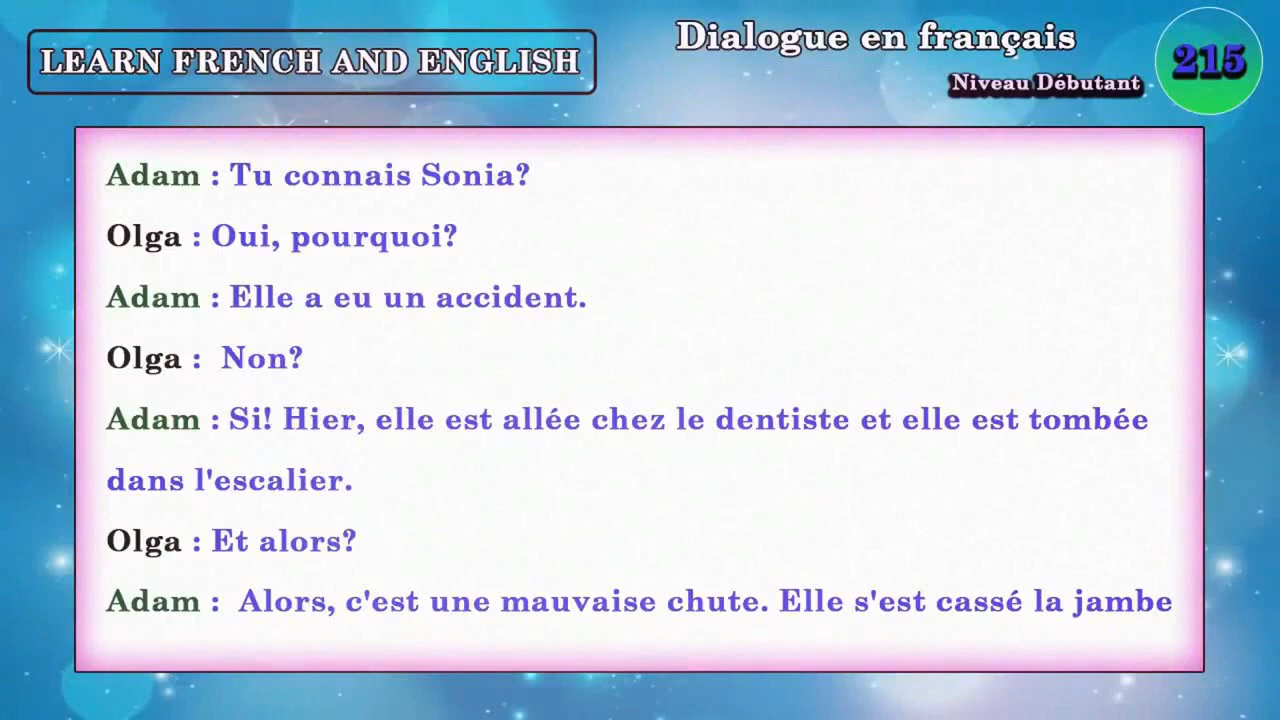 LEARN FRENCH AND ENGLISH
Dialogue en français
Niveau Débutant
215
Adam : Tu connais Sonia?
Olga : Oui, pourquoi?
Adam : Elle a eu un accident.
Olga :  Non?
Adam : Si! Hier, elle est allée chez le dentiste et elle est tombée
dans l'escalier.
Olga : Et alors?
Adam :  Alors, c'est une mauvaise chute. Elle s'est cassé la jambe